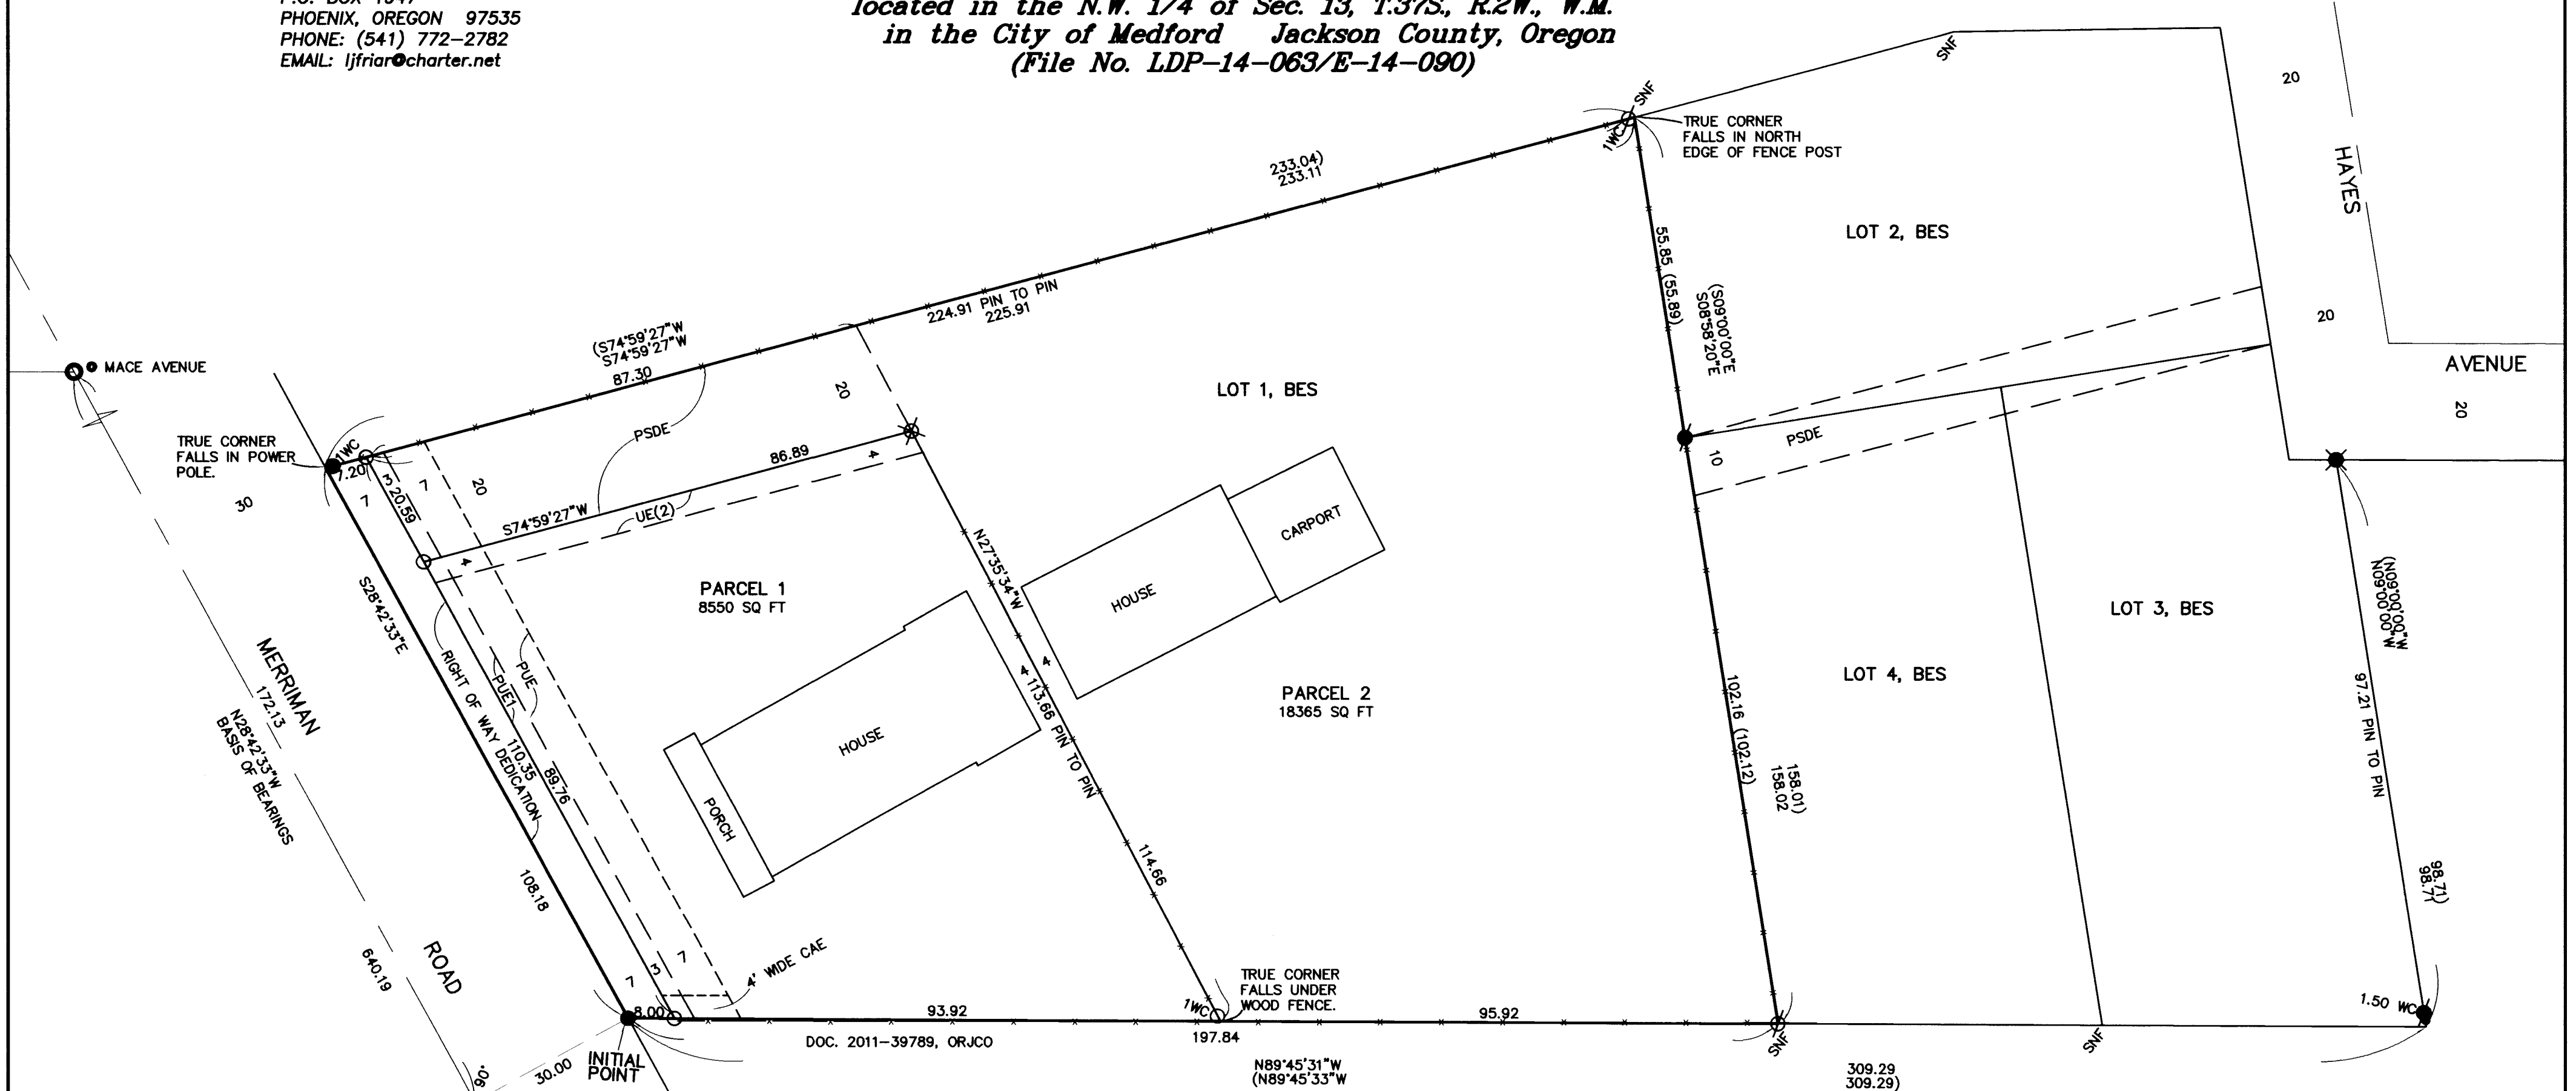 PHOENIX, OREGON 97535
PHONE: (541) 772-2782
EMAIL: ljfriar@charter.net
located in the N.W. 1/4 of Sec. 13, T.37S., R.2W., W.M.
in the City of Medford Jackson County, Oregon
(File No. LDP-14-063/E-14-090)
SNF
20
SNF
1WC
TRUE CORNER
FALLS IN NORTH
EDGE OF FENCE POST
HAYES
233.04)
233.11
LOT 2, BES
55.85 (55.89)
(S09°00'00"E
S08°58'20"E
224.91 PIN TO PIN
225.91
20
(S74°59'27"W
S74°59'27"W
87.30
MACE AVENUE
20
LOT 1, BES
AVENUE
20
PSDE
PSDE
10
TRUE CORNER
FALLS IN POWER
POLE.
1WC
7.20
30
7
3
20.59
7
20
86.89
4
S74°59'27"W
UE(2)
4
CARPORT
N27°35'34"W
HOUSE
PARCEL 1
8550 SQ FT
S28°42'33"E
(N09°00'00"W
N09°00'00"W
LOT 3, BES
LOT 4, BES
MERRIMAN
172.13
N28°42'33"W
BASIS OF BEARINGS
RIGHT OF WAY DEDICATION
PUE1
PUE
110.35
89.76
4
4
113.66 PIN TO PIN
PARCEL 2
18365 SQ FT
102.16 (102.12)
158.01)
158.02
97.21 PIN TO PIN
HOUSE
PORCH
114.66
108.18
98.71)
98.71
ROAD
640.19
7
3
7
4' WIDE CAE
TRUE CORNER
FALLS UNDER
WOOD FENCE.
1WC
1.50 WC
8.00
93.92
95.92
DOC. 2011-39789, ORJCO
197.84
SNF
SNF
INITIAL
POINT
30.00
90°
N89°45'31"W
(N89°45'33"W
309.29
309.29)